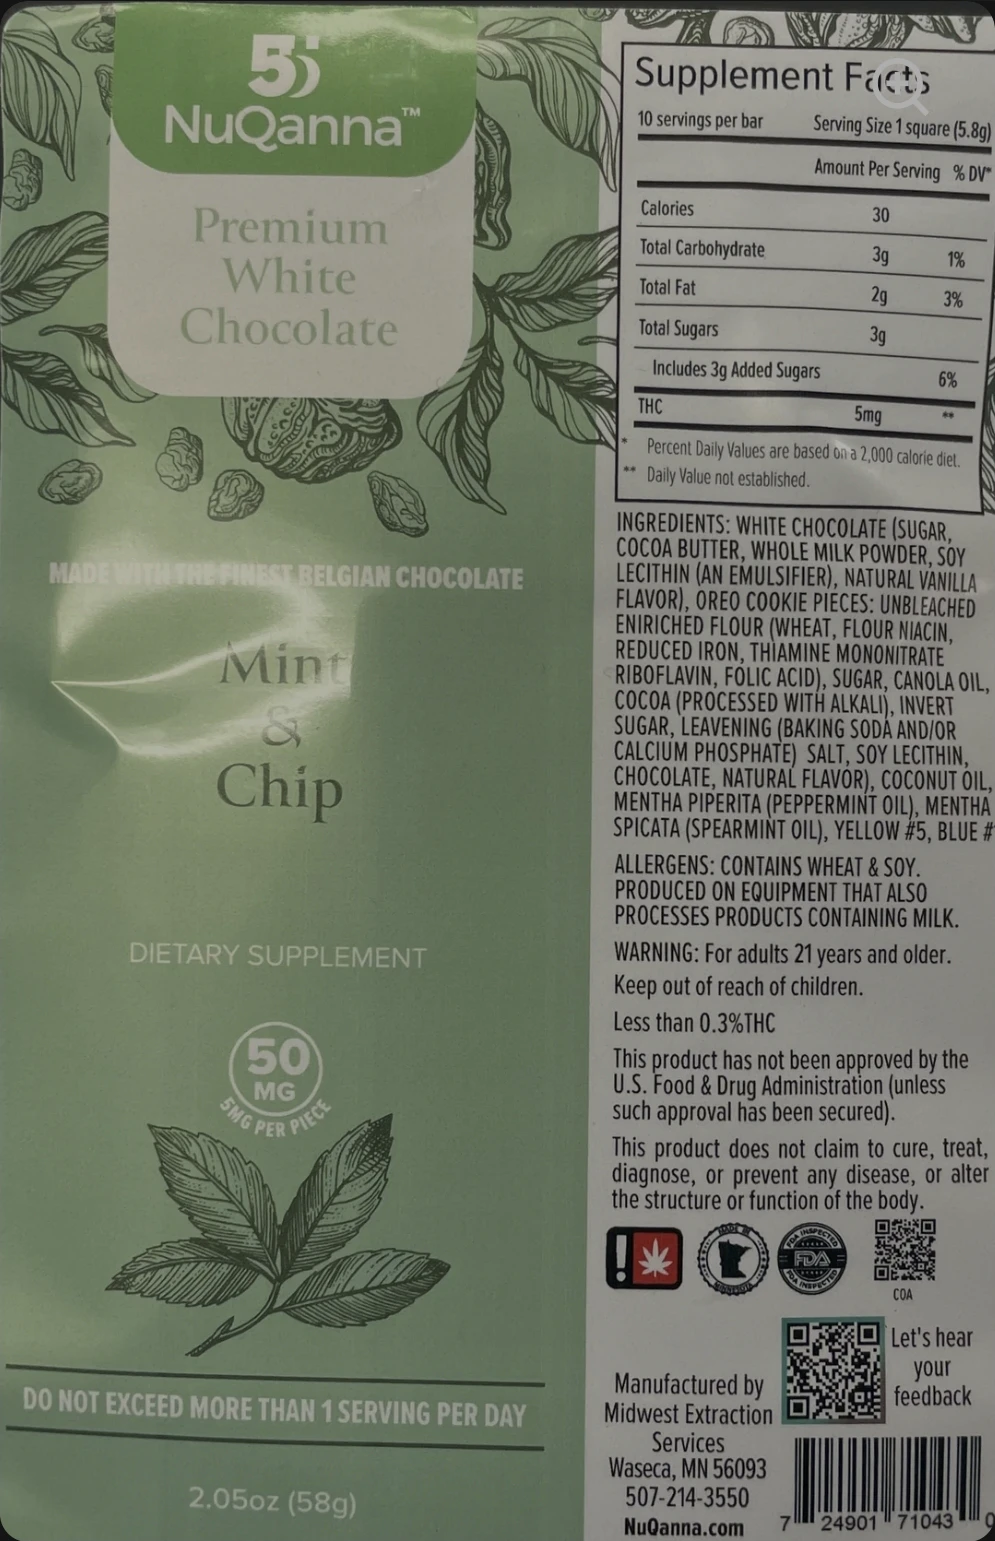 NuQanna™
Premium
White
Chocolate
MADE WITH THE FINEST BELGIAN CHOCOLATE
Mint
&
Chip
DIETARY SUPPLEMENT
50
MG
5MG PER PIECE
DO NOT EXCEED MORE THAN 1 SERVING PER DAY
2.05oz (58g)
Supplement Facts
10 servings per bar Serving Size 1 square (5.8g)
Amount Per Serving % DV*
Calories 30
Total Carbohydrate 3g 1%
Total Fat 2g 3%
Total Sugars 3g
Includes 3g Added Sugars 6%
THC 5mg **
* Percent Daily Values are based on a 2,000 calorie diet.
** Daily Value not established.
INGREDIENTS: WHITE CHOCOLATE (SUGAR,
COCOA BUTTER, WHOLE MILK POWDER, SOY
LECITHIN (AN EMULSIFIER), NATURAL VANILLA
FLAVOR), OREO COOKIE PIECES: UNBLEACHED
ENIRICHED FLOUR (WHEAT, FLOUR NIACIN,
REDUCED IRON, THIAMINE MONONITRATE
RIBOFLAVIN, FOLIC ACID), SUGAR, CANOLA OIL,
COCOA (PROCESSED WITH ALKALI), INVERT
SUGAR, LEAVENING (BAKING SODA AND/OR
CALCIUM PHOSPHATE) SALT, SOY LECITHIN,
CHOCOLATE, NATURAL FLAVOR), COCONUT OIL,
MENTHA PIPERITA (PEPPERMINT OIL), MENTHA
SPICATA (SPEARMINT OIL), YELLOW #5, BLUE #
ALLERGENS: CONTAINS WHEAT & SOY.
PRODUCED ON EQUIPMENT THAT ALSO
PROCESSES PRODUCTS CONTAINING MILK.
WARNING: For adults 21 years and older.
Keep out of reach of children.
Less than 0.3%THC
This product has not been approved by the
U.S. Food & Drug Administration (unless
such approval has been secured).
This product does not claim to cure, treat,
diagnose, or prevent any disease, or alter
the structure or function of the body.
!
MADE IN
MINNESOTA
FDA INSPECTED
FDA
FDA INSPECTED
COA
Let's hear
your
feedback
Manufactured by
Midwest Extraction
Services
Waseca, MN 56093
507-214-3550
NuQanna.com
7 24901 71043 0